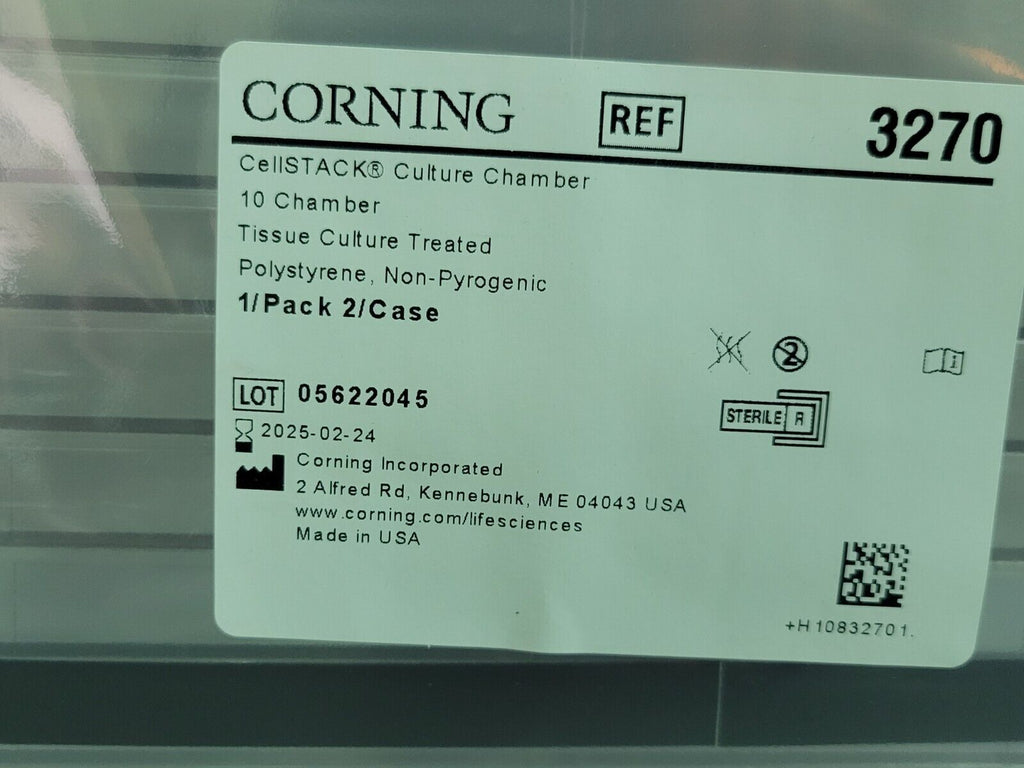 CORNING REF 3270
CellSTACK® Culture Chamber
10 Chamber
Tissue Culture Treated
Polystyrene, Non-Pyrogenic
1/Pack 2/Case
2
i
LOT 05622045
STERILE R
2025-02-24
Corning Incorporated
2 Alfred Rd, Kennebunk, ME 04043 USA
www.corning.com/lifesciences
Made in USA
+H10832701.